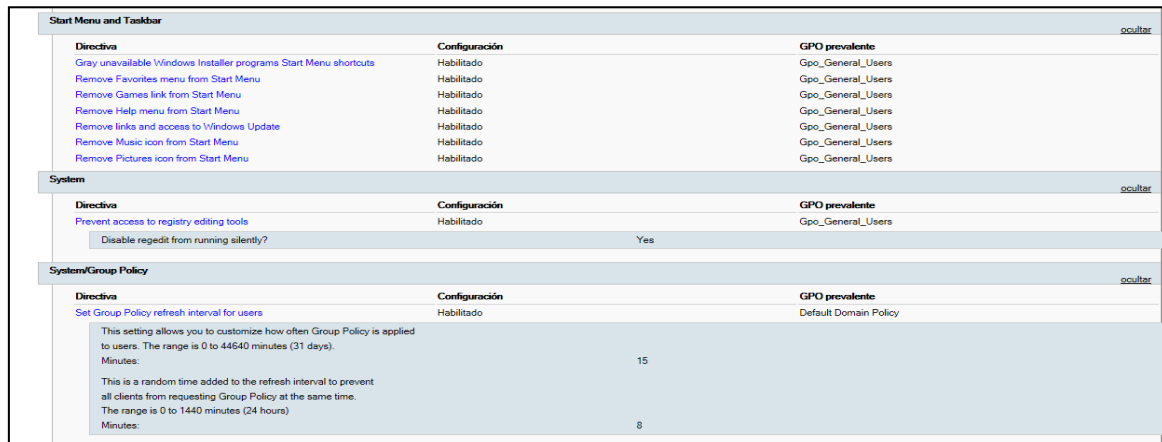 Start Menu and Taskbar
ocultar
Directiva Configuración GPO prevalente
Gray unavailable Windows Installer programs Start Menu shortcuts Habilitado Gpo_General_Users
Remove Favorites menu from Start Menu Habilitado Gpo_General_Users
Remove Games link from Start Menu Habilitado Gpo_General_Users
Remove Help menu from Start Menu Habilitado Gpo_General_Users
Remove links and access to Windows Update Habilitado Gpo_General_Users
Remove Music icon from Start Menu Habilitado Gpo_General_Users
Remove Pictures icon from Start Menu Habilitado Gpo_General_Users
System
ocultar
Directiva Configuración GPO prevalente
Prevent access to registry editing tools Habilitado Gpo_General_Users
Disable regedit from running silently? Yes
System/Group Policy
ocultar
Directiva Configuración GPO prevalente
Set Group Policy refresh interval for users Habilitado Default Domain Policy
This setting allows you to customize how often Group Policy is applied
to users. The range is 0 to 44640 minutes (31 days).
Minutes: 15
This is a random time added to the refresh interval to prevent
all clients from requesting Group Policy at the same time.
The range is 0 to 1440 minutes (24 hours)
Minutes: 8